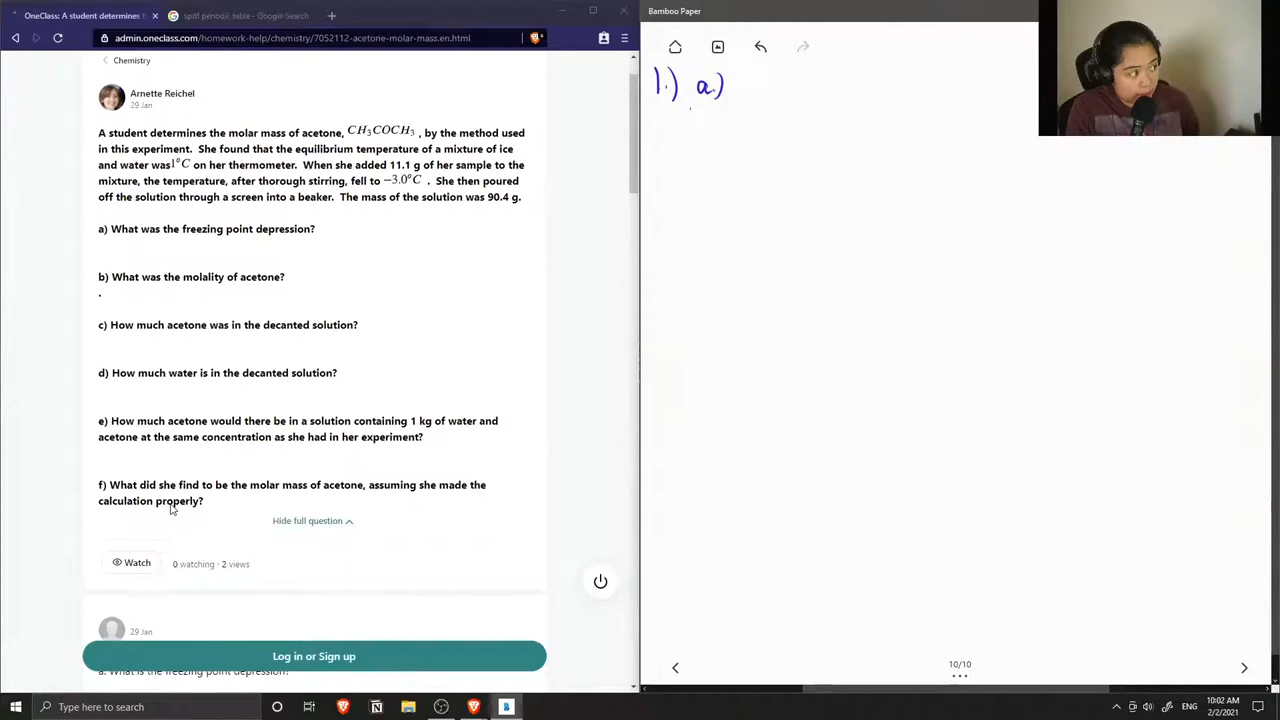 OneClass: A student determines t
spitl periodic table - Google Search
Bamboo Paper
admin.oneclass.com/homework-help/chemistry/7052112-acetone-molar-mass.en.html
Chemistry
Arnette Reichel
29 Jan
A student determines the molar mass of acetone, CH₃COCH₃ , by the method used
in this experiment. She found that the equilibrium temperature of a mixture of ice
and water was1°C on her thermometer. When she added 11.1 g of her sample to the
mixture, the temperature, after thorough stirring, fell to −3.0°C . She then poured
off the solution through a screen into a beaker. The mass of the solution was 90.4 g.
a) What was the freezing point depression?
b) What was the molality of acetone?
.
c) How much acetone was in the decanted solution?
d) How much water is in the decanted solution?
e) How much acetone would there be in a solution containing 1 kg of water and
acetone at the same concentration as she had in her experiment?
f) What did she find to be the molar mass of acetone, assuming she made the
calculation properly?
Hide full question
Watch
0 watching · 2 views
29 Jan
Log in or Sign up
a. What is the freezing point depression?
1.) a.)
10/10
Type here to search
ENG
10:02 AM
2/2/2021